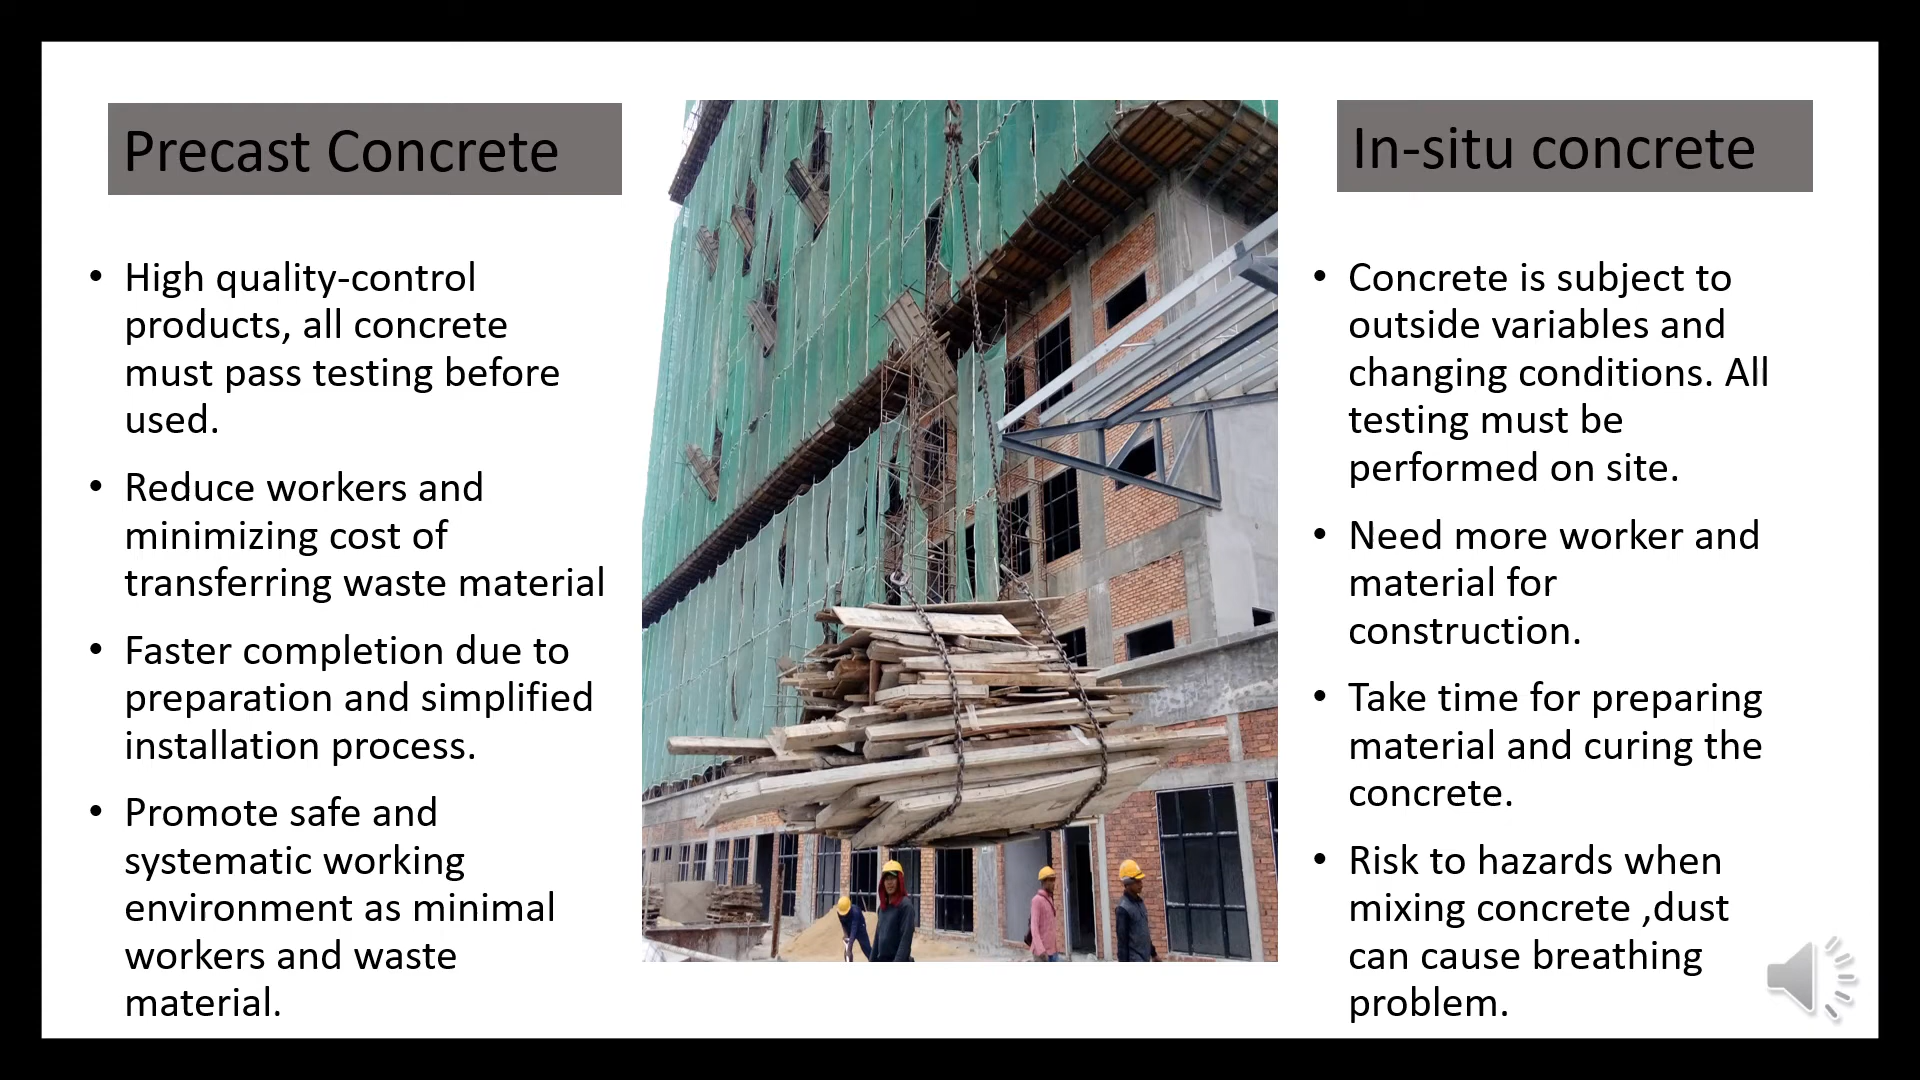 Precast Concrete
• High quality-control
products, all concrete
must pass testing before
used.
• Reduce workers and
minimizing cost of
transferring waste material
• Faster completion due to
preparation and simplified
installation process.
• Promote safe and
systematic working
environment as minimal
workers and waste
material.
In-situ concrete
• Concrete is subject to
outside variables and
changing conditions. All
testing must be
performed on site.
• Need more worker and
material for
construction.
• Take time for preparing
material and curing the
concrete.
• Risk to hazards when
mixing concrete ,dust
can cause breathing
problem.